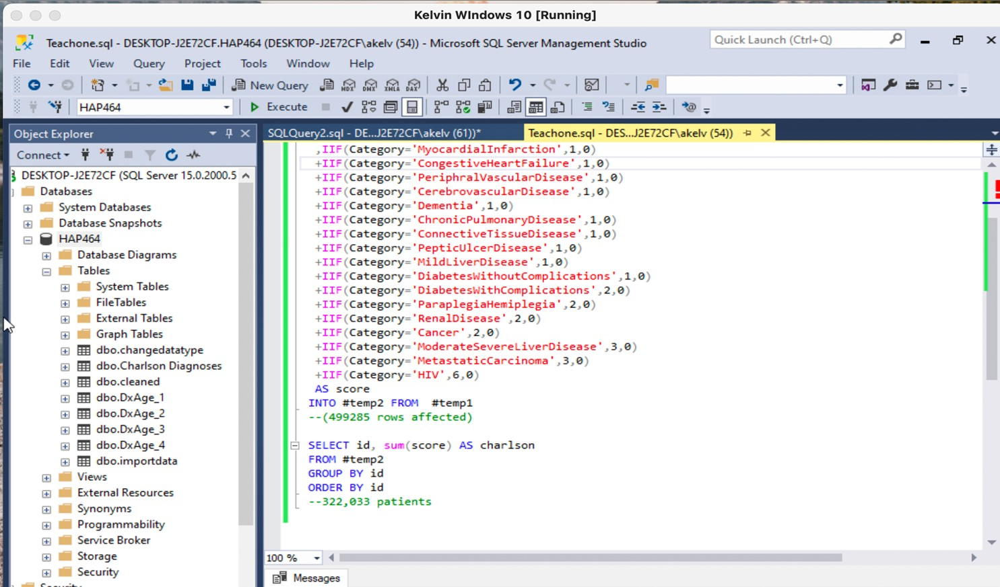 Kelvin WIndows 10 [Running]
Teachone.sql - DESKTOP-J2E72CF.HAP464 (DESKTOP-J2E72CF\akelv (54)) - Microsoft SQL Server Management Studio
Quick Launch (Ctrl+Q)
File Edit View Query Project Tools Window Help
New Query
MDX DMX XMLA DAX
HAP464
Execute
Object Explorer
Connect
DESKTOP-J2E72CF (SQL Server 15.0.2000.5
Databases
System Databases
Database Snapshots
HAP464
Database Diagrams
Tables
System Tables
FileTables
External Tables
Graph Tables
dbo.changedatatype
dbo.Charlson Diagnoses
dbo.cleaned
dbo.DxAge_1
dbo.DxAge_2
dbo.DxAge_3
dbo.DxAge_4
dbo.importdata
Views
External Resources
Synonyms
Programmability
Service Broker
Storage
Security
SQLQuery2.sql - DE...J2E72CF\akelv (61))*
Teachone.sql - DES...J2E72CF\akelv (54))
,IIF(Category='MyocardialInfarction',1,0)
+IIF(Category='CongestiveHeartFailure',1,0)
+IIF(Category='PeriphralVascularDisease',1,0)
+IIF(Category='CerebrovascularDisease',1,0)
+IIF(Category='Dementia',1,0)
+IIF(Category='ChronicPulmonaryDisease',1,0)
+IIF(Category='ConnectiveTissueDisease',1,0)
+IIF(Category='PepticUlcerDisease',1,0)
+IIF(Category='MildLiverDisease',1,0)
+IIF(Category='DiabetesWithoutComplications',1,0)
+IIF(Category='DiabetesWithComplications',2,0)
+IIF(Category='ParaplegiaHemiplegia',2,0)
+IIF(Category='RenalDisease',2,0)
+IIF(Category='Cancer',2,0)
+IIF(Category='ModerateSevereLiverDisease',3,0)
+IIF(Category='MetastaticCarcinoma',3,0)
+IIF(Category='HIV',6,0)
AS score
INTO #temp2 FROM  #temp1
--(499285 rows affected)
SELECT id, sum(score) AS charlson
FROM #temp2
GROUP BY id
ORDER BY id
--322,033 patients
100 %
Messages